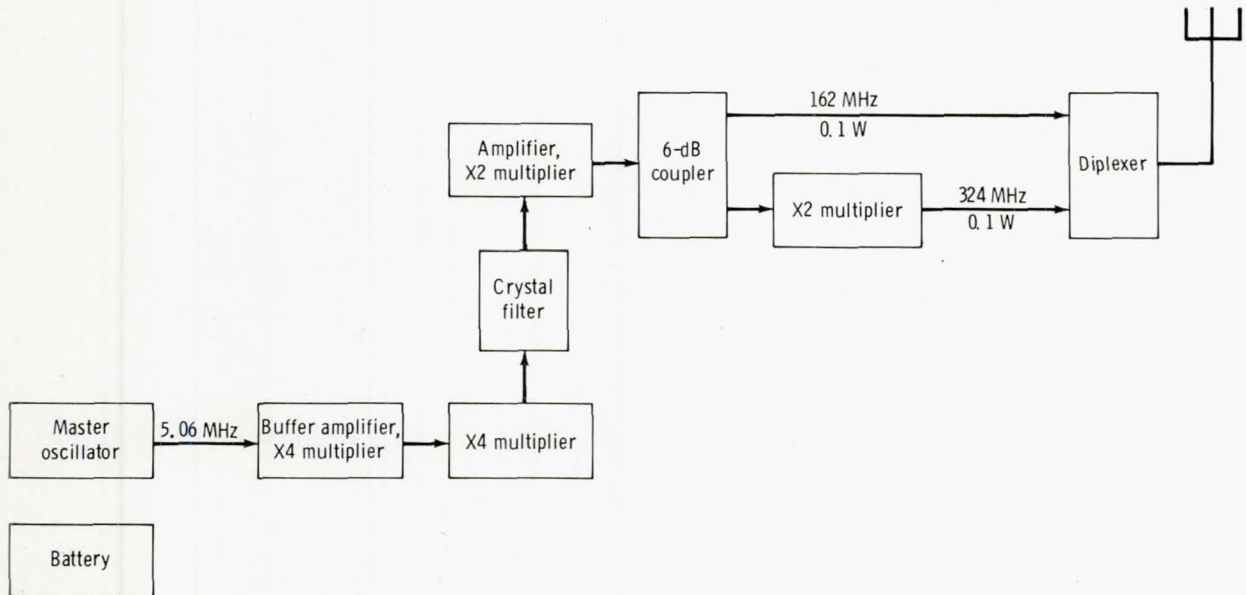 162 MHz
0.1 W
Amplifier,
X2 multiplier
6-dB
coupler
Diplexer
X2 multiplier
324 MHz
0.1 W
Crystal
filter
Master
oscillator
5.06 MHz
Buffer amplifier,
X4 multiplier
X4 multiplier
Battery